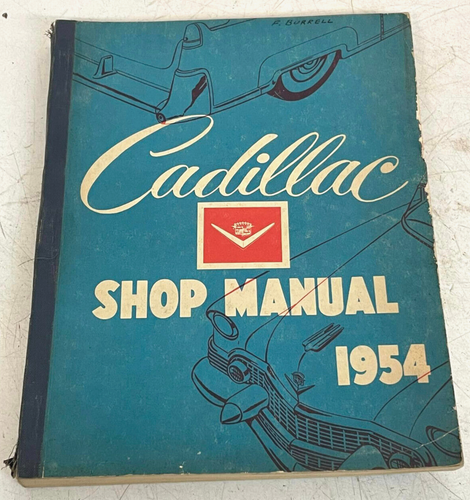 F. BURRELL
Cadillac
SHOP MANUAL
1954